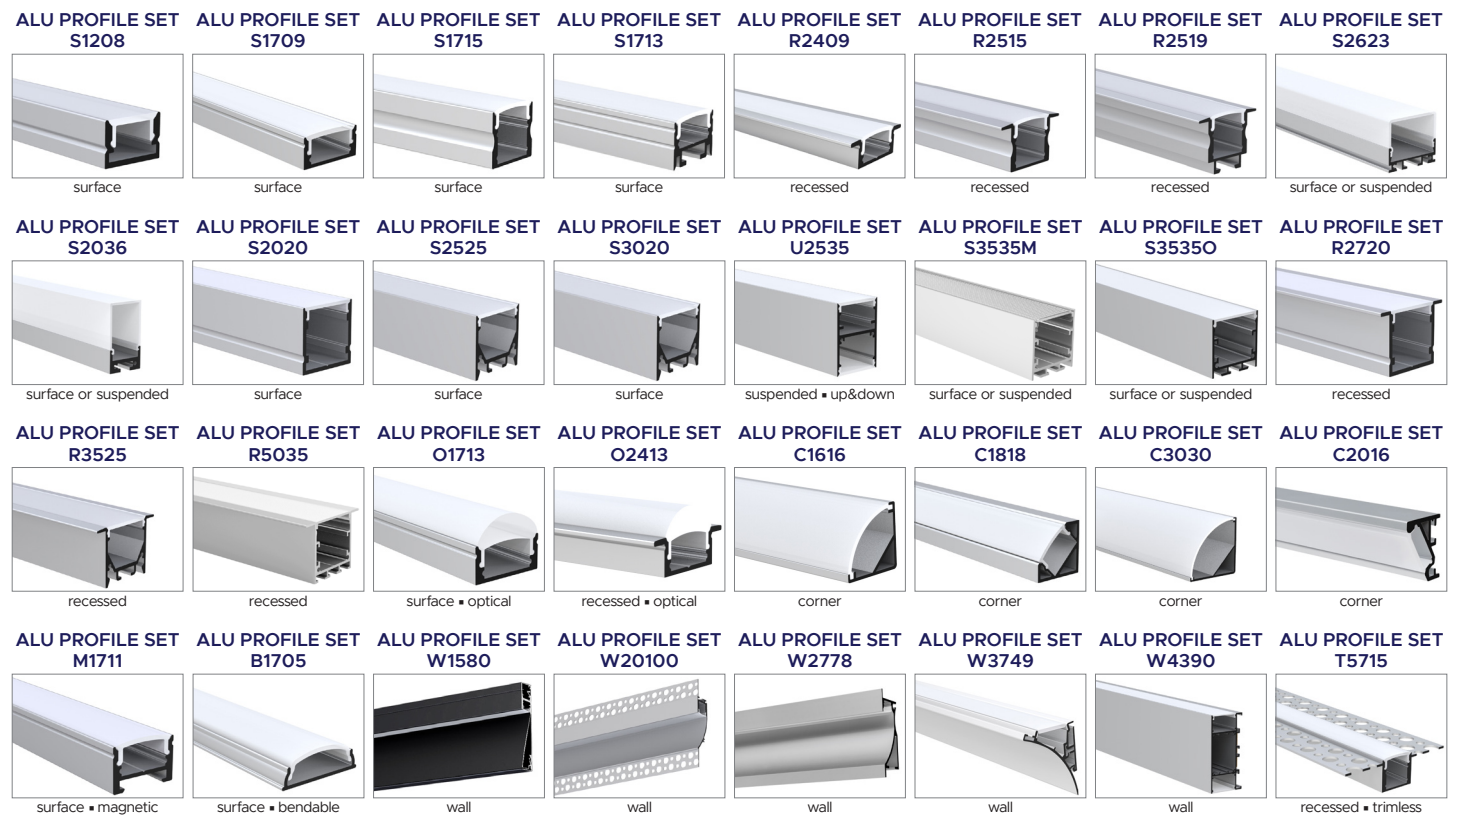 ALU PROFILE SET
S1208
surface
ALU PROFILE SET
S1709
surface
ALU PROFILE SET
S1715
surface
ALU PROFILE SET
S1713
surface
ALU PROFILE SET
R2409
recessed
ALU PROFILE SET
R2515
recessed
ALU PROFILE SET
R2519
recessed
ALU PROFILE SET
S2623
surface or suspended
ALU PROFILE SET
S2036
surface or suspended
ALU PROFILE SET
S2020
surface
ALU PROFILE SET
S2525
surface
ALU PROFILE SET
S3020
surface
ALU PROFILE SET
U2535
suspended ▪ up&down
ALU PROFILE SET
S3535M
surface or suspended
ALU PROFILE SET
S3535O
surface or suspended
ALU PROFILE SET
R2720
recessed
ALU PROFILE SET
R3525
recessed
ALU PROFILE SET
R5035
recessed
ALU PROFILE SET
O1713
surface ▪ optical
ALU PROFILE SET
O2413
recessed ▪ optical
ALU PROFILE SET
C1616
corner
ALU PROFILE SET
C1818
corner
ALU PROFILE SET
C3030
corner
ALU PROFILE SET
C2016
corner
ALU PROFILE SET
M1711
surface ▪ magnetic
ALU PROFILE SET
B1705
surface ▪ bendable
ALU PROFILE SET
W1580
wall
ALU PROFILE SET
W20100
wall
ALU PROFILE SET
W2778
wall
ALU PROFILE SET
W3749
wall
ALU PROFILE SET
W4390
wall
ALU PROFILE SET
T5715
recessed ▪ trimless